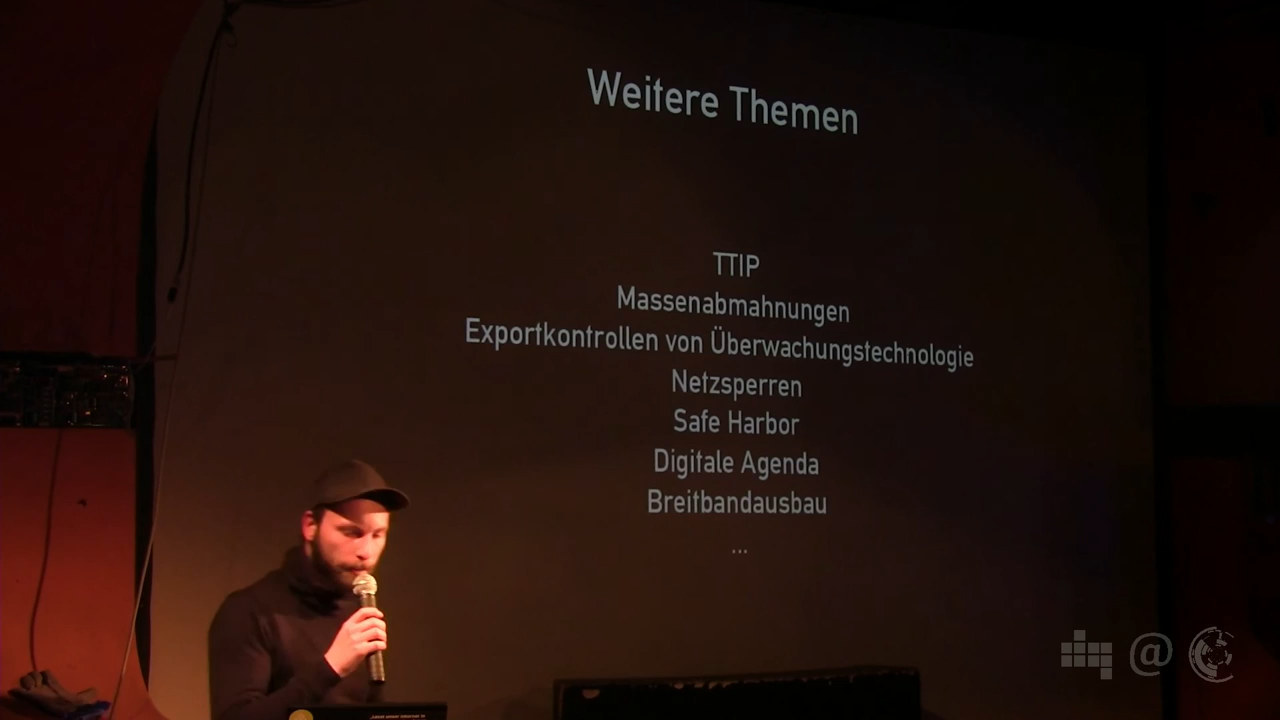 Weitere Themen
TTIP
Massenabmahnungen
Exportkontrollen von Überwachungstechnologie
Netzsperren
Safe Harbor
Digitale Agenda
Breitbandausbau
...
@